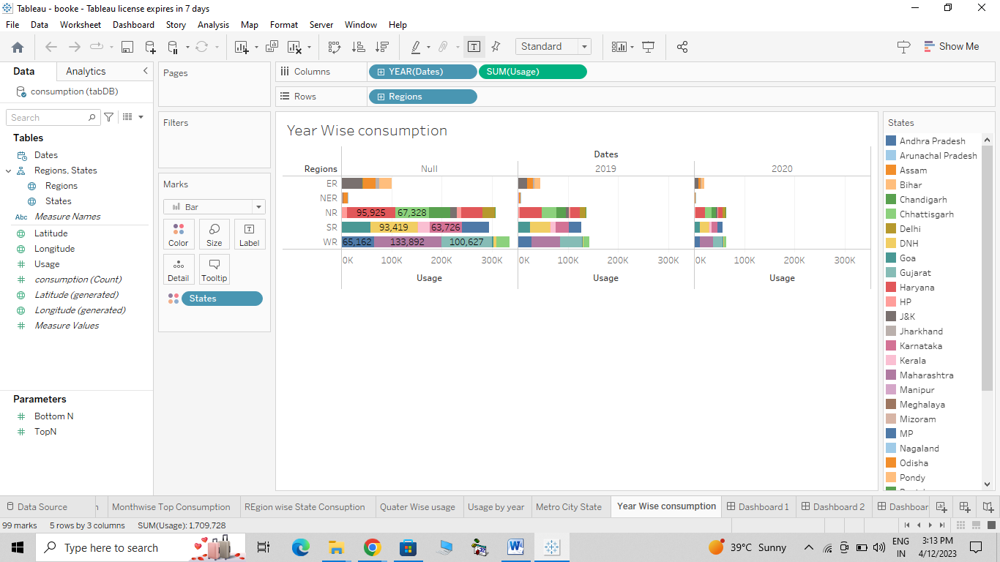 Tableau - booke - Tableau license expires in 7 days
File Data Worksheet Dashboard Story Analysis Map Format Server Window Help
Standard
Show Me
Data Analytics
consumption (tabDB)
Search
Tables
Dates
Regions, States
Regions
States
Abc Measure Names
Latitude
Longitude
Usage
consumption (Count)
Latitude (generated)
Longitude (generated)
Measure Values
Parameters
Bottom N
TopN
Pages
Filters
Marks
Bar
Color Size Label
Detail Tooltip
States
Columns YEAR(Dates) SUM(Usage)
Rows Regions
Year Wise consumption
Dates
Regions Null 2019 2020
ER
NER
NR 95,925 67,328
SR 93,419 63,726
WR 65,162 133,892 100,627
0K 100K 200K 300K 0K 100K 200K 300K 0K 100K 200K 300K
Usage Usage Usage
States
Andhra Pradesh
Arunachal Pradesh
Assam
Bihar
Chandigarh
Chhattisgarh
Delhi
DNH
Goa
Gujarat
Haryana
HP
J&K
Jharkhand
Karnataka
Kerala
Maharashtra
Manipur
Meghalaya
Mizoram
MP
Nagaland
Odisha
Pondy
Data Source Monthwise Top Consumption REgion wise State Consuption Quater Wise usage Usage by year Metro City State Year Wise consumption Dashboard 1 Dashboard 2 Dashboar
99 marks 5 rows by 3 columns SUM(Usage): 1,709.728
Type here to search
39°C Sunny
ENG
IN
3:13 PM
4/12/2023